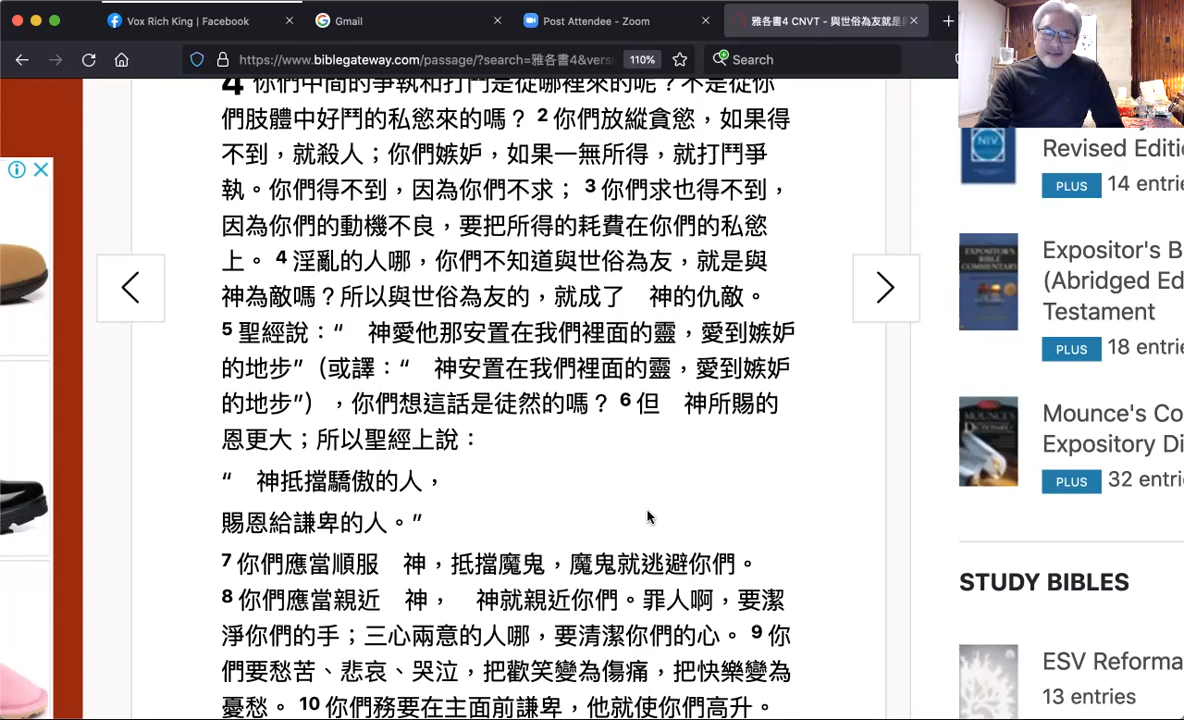 Vox Rich King | Facebook
Gmail
Post Attendee - Zoom
雅各書4 CNVT - 與世俗為友就是
https://www.biblegateway.com/passage/?search=雅各書4&vers
110%
Search
4 你們中間的爭執和打鬥是從哪裡來的呢？不是從你
們肢體中好鬥的私慾來的嗎？ 2 你們放縱貪慾，如果得
不到，就殺人；你們嫉妒，如果一無所得，就打鬥爭
執。你們得不到，因為你們不求； 3 你們求也得不到，
因為你們的動機不良，要把所得的耗費在你們的私慾
上。 4 淫亂的人哪，你們不知道與世俗為友，就是與
神為敵嗎？所以與世俗為友的，就成了　神的仇敵。
5 聖經說：“　神愛他那安置在我們裡面的靈，愛到嫉妒
的地步”（或譯：“　神安置在我們裡面的靈，愛到嫉妒
的地步”），你們想這話是徒然的嗎？ 6 但　神所賜的
恩更大；所以聖經上說：
“　神抵擋驕傲的人，
賜恩給謙卑的人。”
7 你們應當順服　神，抵擋魔鬼，魔鬼就逃避你們。
8 你們應當親近　神，　神就親近你們。罪人啊，要潔
淨你們的手；三心兩意的人哪，要清潔你們的心。 9 你
們要愁苦、悲哀、哭泣，把歡笑變為傷痛，把快樂變為
憂愁。 10 你們務要在主面前謙卑，他就使你們高升。
NIV
Revised Editi
PLUS 14 entrie
EXPOSITOR'S BIBLE COMMENTARY
Expositor's B
(Abridged Ed
Testament
PLUS 18 entrie
MOUNCE'S
Mounce's Co
Expository Di
PLUS 32 entri
STUDY BIBLES
ESV
ESV Reforma
13 entries